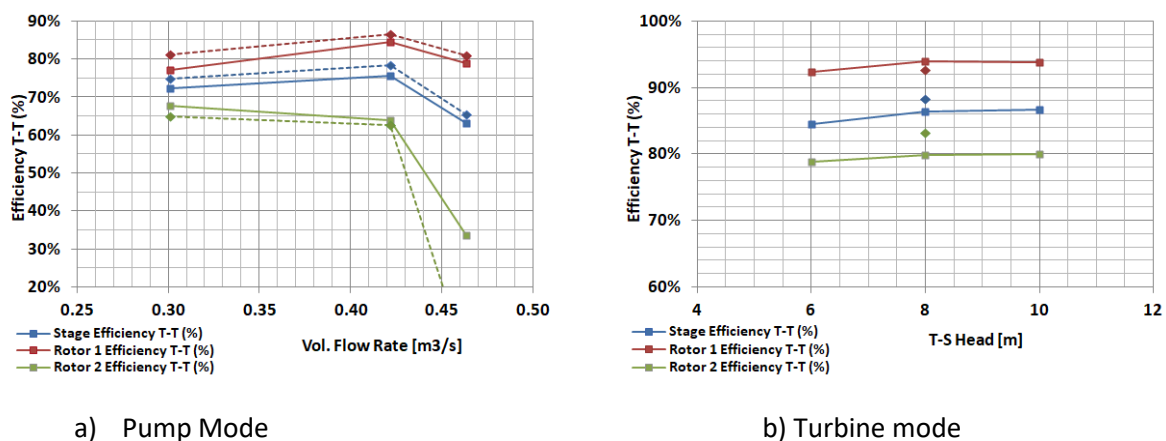 90%
80%
70%
60%
50%
40%
30%
20%
Efficiency T-T (%)
0.25 0.30 0.35 0.40 0.45 0.50
Stage Efficiency T-T (%)
Rotor 1 Efficiency T-T (%)
Rotor 2 Efficiency T-T (%)
Vol. Flow Rate [m3/s]
a) Pump Mode
100%
90%
80%
70%
60%
Efficiency T-T (%)
4 6 8 10 12
Stage Efficiency T-T (%)
Rotor 1 Efficiency T-T (%)
Rotor 2 Efficiency T-T (%)
T-S Head [m]
b) Turbine mode